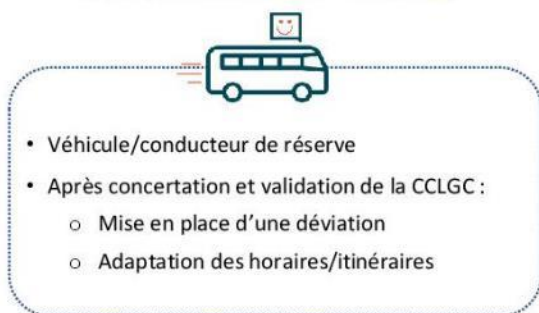 • Véhicule/conducteur de réserve
• Après concertation et validation de la CCLGC :
o Mise en place d'une déviation
o Adaptation des horaires/itinéraires